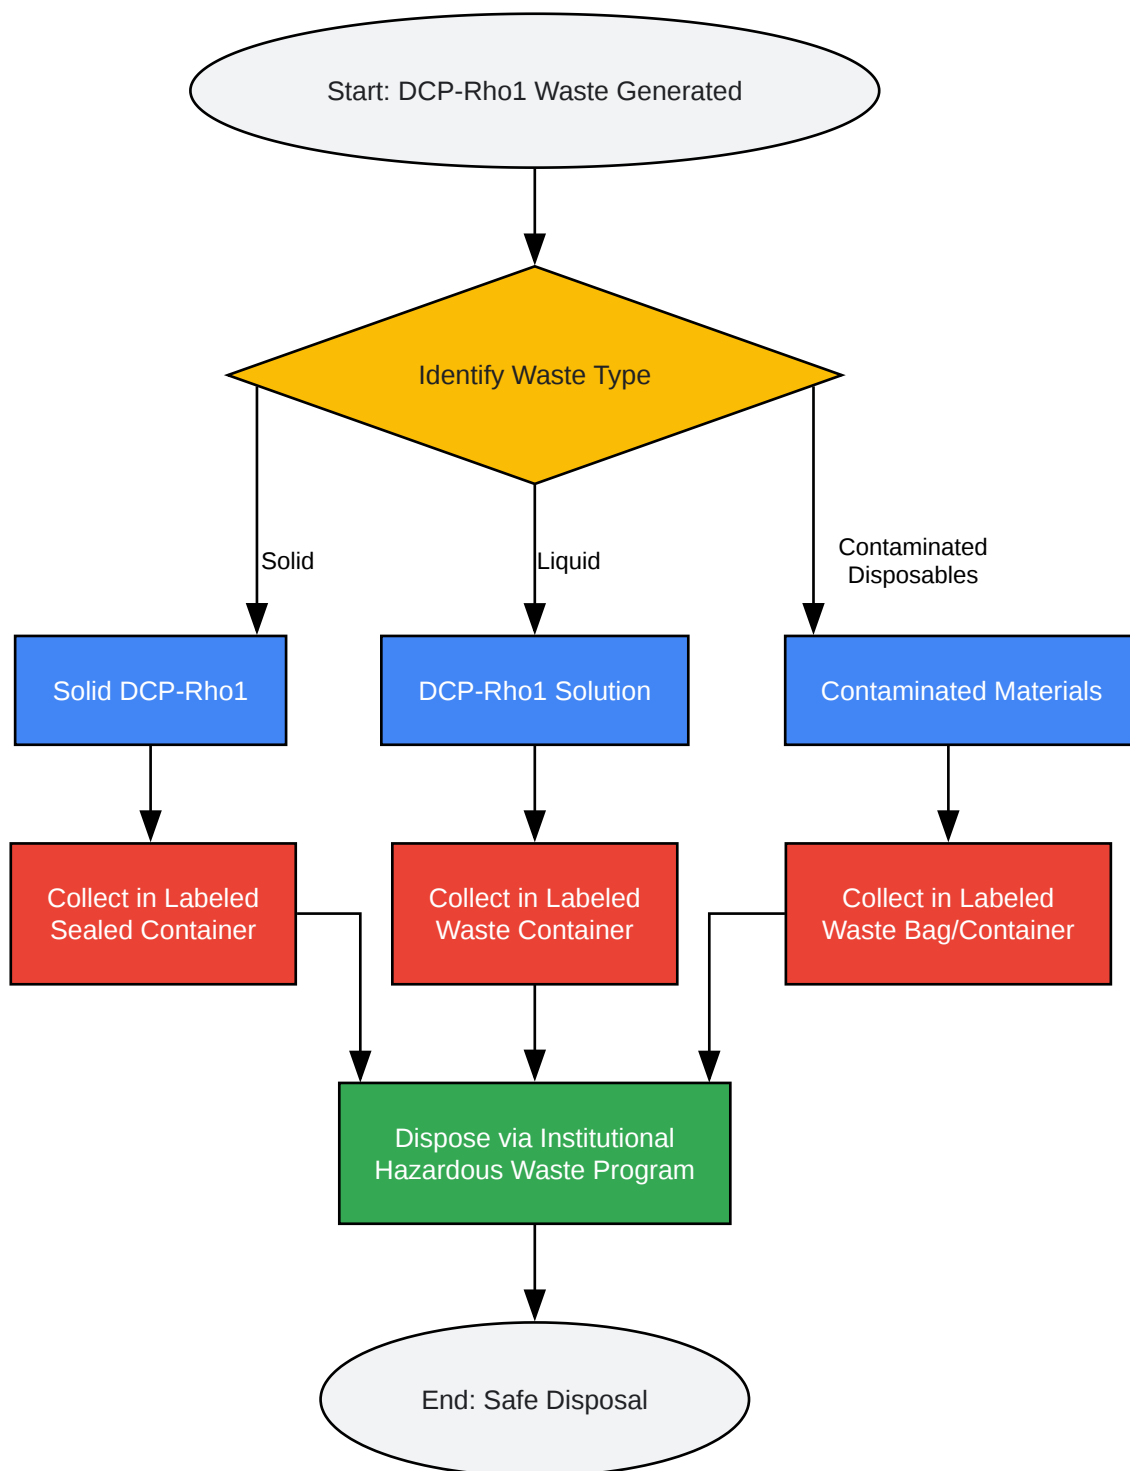 Start: DCP-Rho1 Waste Generated
Identify Waste Type
Solid
Liquid
Contaminated
Disposables
Solid DCP-Rho1
DCP-Rho1 Solution
Contaminated Materials
Collect in Labeled
Sealed Container
Collect in Labeled
Waste Container
Collect in Labeled
Waste Bag/Container
Dispose via Institutional
Hazardous Waste Program
End: Safe Disposal